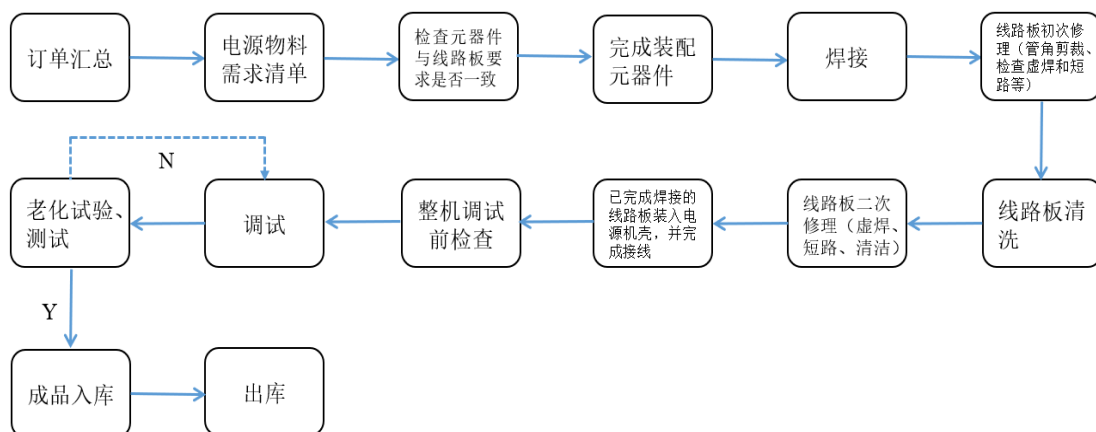 订单汇总
电源物料
需求清单
检查元器件
与线路板要
求是否一致
完成装配
元器件
焊接
线路板初次修
理（管角剪裁、
检查虚焊和短
路等）
N
老化试验、
测试
调试
整机调试
前检查
已完成焊接的
线路板装入电
源机壳，并完
成接线
线路板二次
修理（虚焊、
短路、清洁）
线路板清
洗
Y
成品入库
出库